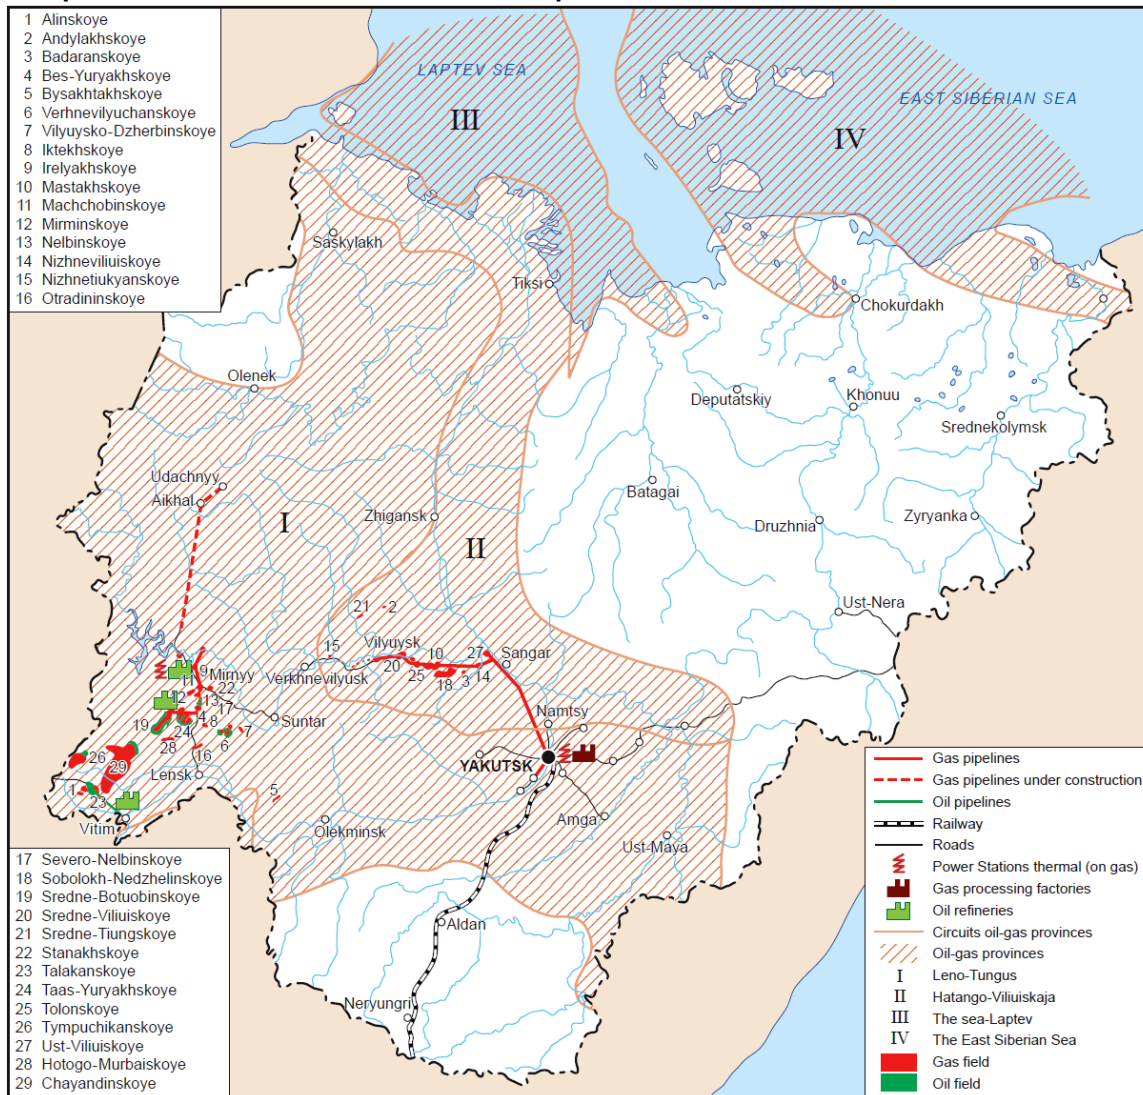 1 Alinskoye
2 Andylakhskoye
3 Badaranskoye
4 Bes-Yuryakhskoye
5 Bysakhtakhskoye
6 Verhnevilyuchanskoye
7 Vilyuysko-Dzherbinskoye
8 Iktekhskoye
9 Irelyakhskoye
10 Mastakhskoye
11 Machchobinskoye
12 Mirminskoye
13 Nelbinskoye
14 Nizhneviliuiskoye
15 Nizhnetiukyanskoye
16 Otradininskoye
LAPTEV SEA
III
EAST SIBERIAN SEA
IV
Saskylakh
Tiksi
Chokurdakh
Olenek
Deputatskiy
Khonuu
Srednekolymsk
Udachnyy
Aikhal
Zhigansk
I
II
Batagai
Druzhnia
Zyryanka
Ust-Nera
21
2
15
Vilyuysk
10
27
Sangar
Verkhnevilyusk
20
25
18
3
14
9
Mirnyy
11
22
12
13
17
Suntar
Namtsy
19
4
24
8
7
28
6
26
29
16
Lensk
YAKUTSK
1
23
5
Vitim
Olekminsk
Amga
Ust-Maya
Aldan
Neryungri
17 Severo-Nelbinskoye
18 Sobolokh-Nedzhelinskoye
19 Sredne-Botuobinskoye
20 Sredne-Viliuiskoye
21 Sredne-Tiungskoye
22 Stanakhskoye
23 Talakanskoye
24 Taas-Yuryakhskoye
25 Tolonskoye
26 Tympuchikanskoye
27 Ust-Viliuiskoye
28 Hotogo-Murbaiskoye
29 Chayandinskoye
Gas pipelines
Gas pipelines under construction
Oil pipelines
Railway
Roads
Power Stations thermal (on gas)
Gas processing factories
Oil refineries
Circuits oil-gas provinces
Oil-gas provinces
I Leno-Tungus
II Hatango-Viliuiskaja
III The sea-Laptev
IV The East Siberian Sea
Gas field
Oil field